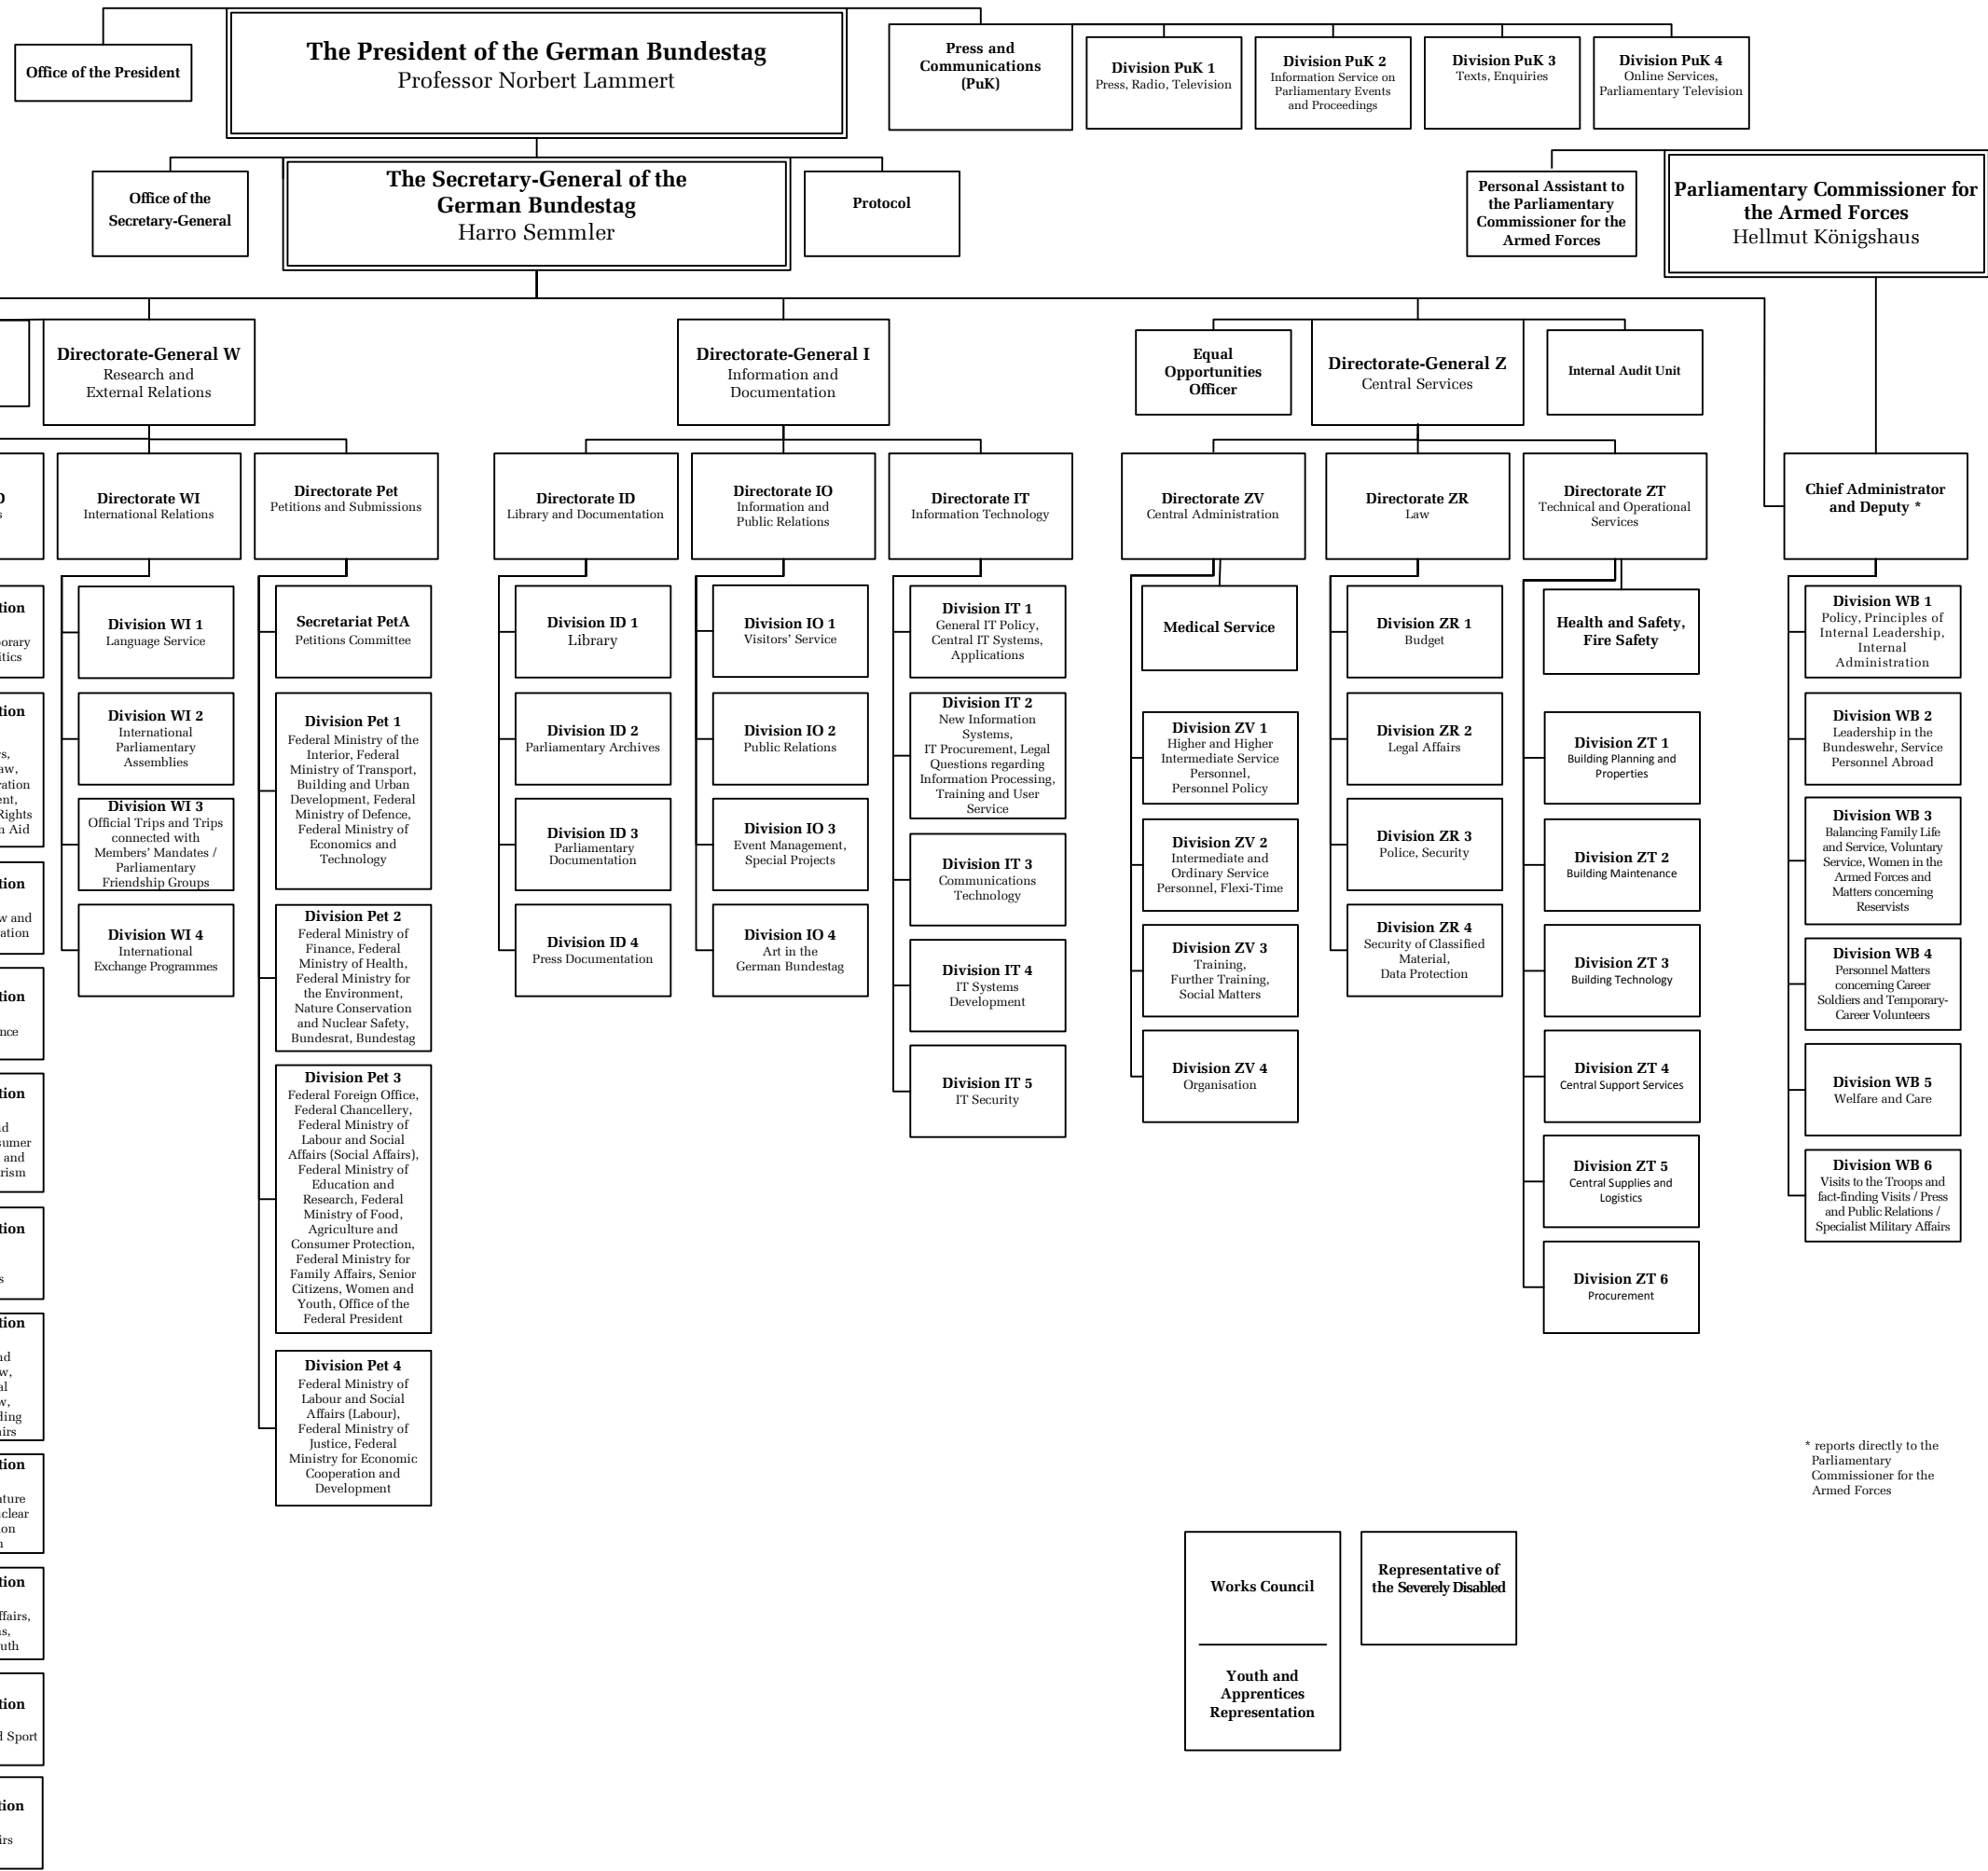 Office of the President
The President of the German Bundestag
Professor Norbert Lammert
Press and
Communications
(PuK)
Division PuK 1
Press, Radio, Television
Division PuK 2
Information Service on
Parliamentary Events
and Proceedings
Division PuK 3
Texts, Enquiries
Division PuK 4
Online Services,
Parliamentary Television
Office of the
Secretary-General
The Secretary-General of the
German Bundestag
Harro Semmler
Protocol
Personal Assistant to
the Parliamentary
Commissioner for the
Armed Forces
Parliamentary Commissioner for
the Armed Forces
Hellmut Königshaus
Directorate-General W
Research and
External Relations
Directorate-General I
Information and
Documentation
Equal
Opportunities
Officer
Directorate-General Z
Central Services
Internal Audit Unit
Directorate WI
International Relations
Directorate Pet
Petitions and Submissions
Directorate ID
Library and Documentation
Directorate IO
Information and
Public Relations
Directorate IT
Information Technology
Directorate ZV
Central Administration
Directorate ZR
Law
Directorate ZT
Technical and Operational
Services
Chief Administrator
and Deputy *
Division WI 1
Language Service
Division WI 2
International
Parliamentary
Assemblies
Division WI 3
Official Trips and Trips
connected with
Members' Mandates /
Parliamentary
Friendship Groups
Division WI 4
International
Exchange Programmes
Secretariat PetA
Petitions Committee
Division Pet 1
Federal Ministry of the
Interior, Federal
Ministry of Transport,
Building and Urban
Development, Federal
Ministry of Defence,
Federal Ministry of
Economics and
Technology
Division Pet 2
Federal Ministry of
Finance, Federal
Ministry of Health,
Federal Ministry for
the Environment,
Nature Conservation
and Nuclear Safety,
Bundesrat, Bundestag
Division Pet 3
Federal Foreign Office,
Federal Chancellery,
Federal Ministry of
Labour and Social
Affairs (Social Affairs),
Federal Ministry of
Education and
Research, Federal
Ministry of Food,
Agriculture and
Consumer Protection,
Federal Ministry for
Family Affairs, Senior
Citizens, Women and
Youth, Office of the
Federal President
Division Pet 4
Federal Ministry of
Labour and Social
Affairs (Labour),
Federal Ministry of
Justice, Federal
Ministry for Economic
Cooperation and
Development
Division ID 1
Library
Division ID 2
Parliamentary Archives
Division ID 3
Parliamentary
Documentation
Division ID 4
Press Documentation
Division IO 1
Visitors' Service
Division IO 2
Public Relations
Division IO 3
Event Management,
Special Projects
Division IO 4
Art in the
German Bundestag
Division IT 1
General IT Policy,
Central IT Systems,
Applications
Division IT 2
New Information
Systems,
IT Procurement, Legal
Questions regarding
Information Processing,
Training and User
Service
Division IT 3
Communications
Technology
Division IT 4
IT Systems
Development
Division IT 5
IT Security
Medical Service
Division ZV 1
Higher and Higher
Intermediate Service
Personnel,
Personnel Policy
Division ZV 2
Intermediate and
Ordinary Service
Personnel, Flexi-Time
Division ZV 3
Training,
Further Training,
Social Matters
Division ZV 4
Organisation
Division ZR 1
Budget
Division ZR 2
Legal Affairs
Division ZR 3
Police, Security
Division ZR 4
Security of Classified
Material,
Data Protection
Health and Safety,
Fire Safety
Division ZT 1
Building Planning and
Properties
Division ZT 2
Building Maintenance
Division ZT 3
Building Technology
Division ZT 4
Central Support Services
Division ZT 5
Central Supplies and
Logistics
Division ZT 6
Procurement
Division WB 1
Policy, Principles of
Internal Leadership,
Internal
Administration
Division WB 2
Leadership in the
Bundeswehr, Service
Personnel Abroad
Division WB 3
Balancing Family Life
and Service, Voluntary
Service, Women in the
Armed Forces and
Matters concerning
Reservists
Division WB 4
Personnel Matters
concerning Career
Soldiers and Temporary-
Career Volunteers
Division WB 5
Welfare and Care
Division WB 6
Visits to the Troops and
fact-finding Visits / Press
and Public Relations /
Specialist Military Affairs
* reports directly to the
Parliamentary
Commissioner for the
Armed Forces
Works Council
Youth and
Apprentices
Representation
Representative of
the Severely Disabled